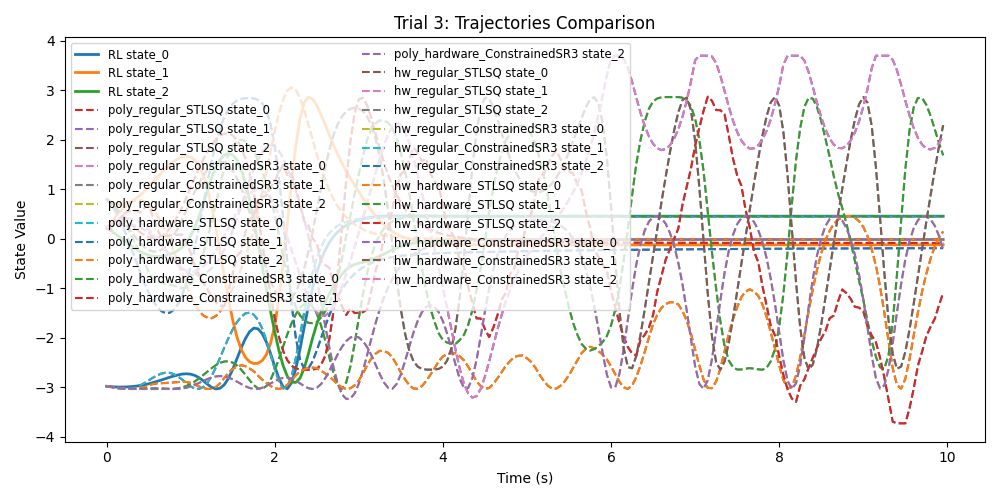 Trial 3: Trajectories Comparison
State Value
4
3
2
1
0
−1
−2
−3
−4
RL state_0
RL state_1
RL state_2
poly_regular_STLSQ state_0
poly_regular_STLSQ state_1
poly_regular_STLSQ state_2
poly_regular_ConstrainedSR3 state_0
poly_regular_ConstrainedSR3 state_1
poly_regular_ConstrainedSR3 state_2
poly_hardware_STLSQ state_0
poly_hardware_STLSQ state_1
poly_hardware_STLSQ state_2
poly_hardware_ConstrainedSR3 state_0
poly_hardware_ConstrainedSR3 state_1
poly_hardware_ConstrainedSR3 state_2
hw_regular_STLSQ state_0
hw_regular_STLSQ state_1
hw_regular_STLSQ state_2
hw_regular_ConstrainedSR3 state_0
hw_regular_ConstrainedSR3 state_1
hw_regular_ConstrainedSR3 state_2
hw_hardware_STLSQ state_0
hw_hardware_STLSQ state_1
hw_hardware_STLSQ state_2
hw_hardware_ConstrainedSR3 state_0
hw_hardware_ConstrainedSR3 state_1
hw_hardware_ConstrainedSR3 state_2
0 2 4 6 8 10
Time (s)